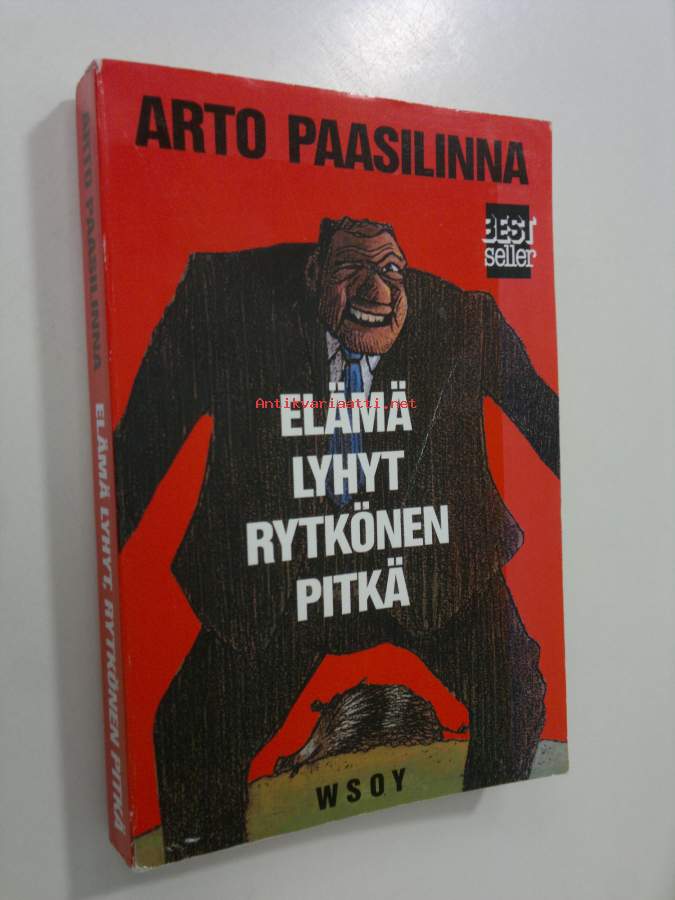 ARTO PAASILINNA
BEST
seller
Antikvariaatti.net
ELÄMÄ
LYHYT
RYTKÖNEN
PITKÄ
WSOY
ARTO PAASILINNA ELÄMÄ LYHYT, RYTKÖNEN PITKÄ